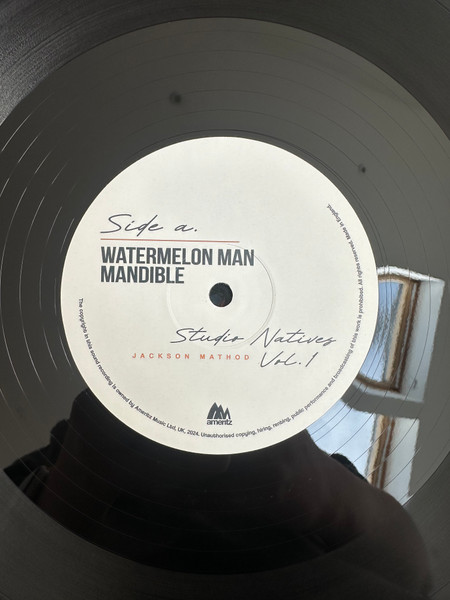 Side a.
WATERMELON MAN
MANDIBLE
Studio Natives
JACKSON MATHOD
Vol.1
amentz
The copyright in this sound recording is owned by Amentz Music Ltd, UK, 2024. Unauthorised copying, hiring, renting, public performance and broadcasting of this work is prohibited. All rights reserved. Made in England.